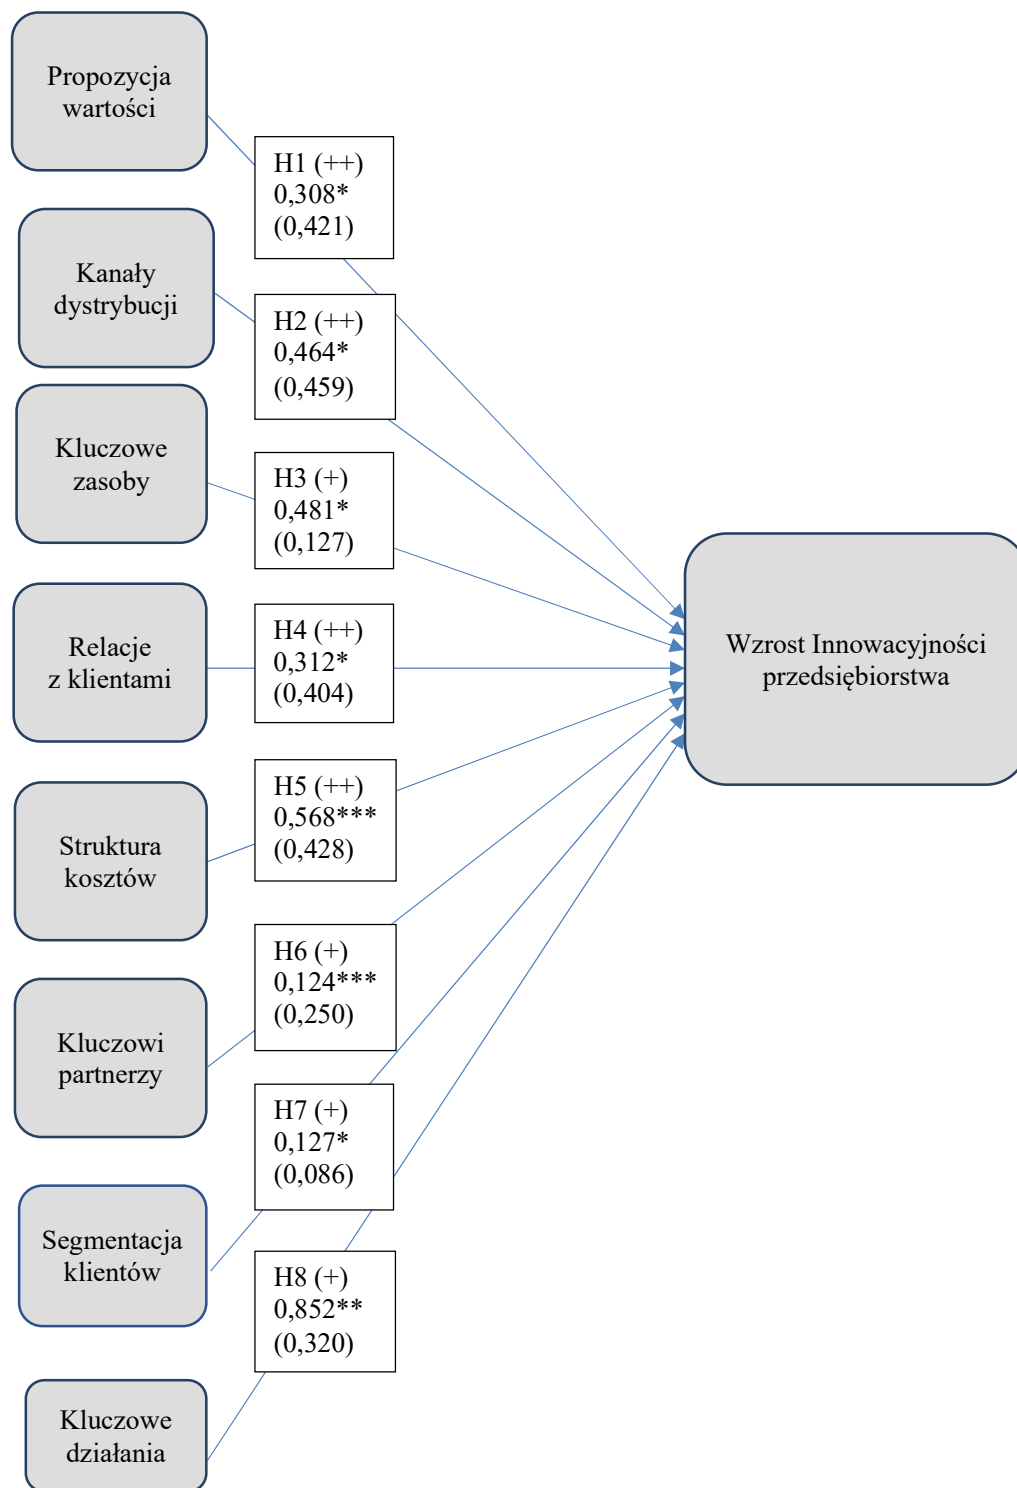 Propozycja
wartości
H1 (++)
0,308*
(0,421)
Kanały
dystrybucji
H2 (++)
0,464*
(0,459)
Kluczowe
zasoby
H3 (+)
0,481*
(0,127)
Relacje
z klientami
H4 (++)
0,312*
(0,404)
Wzrost Innowacyjności
przedsiębiorstwa
Struktura
kosztów
H5 (++)
0,568***
(0,428)
Kluczowi
partnerzy
H6 (+)
0,124***
(0,250)
Segmentacja
klientów
H7 (+)
0,127*
(0,086)
Kluczowe
działania
H8 (+)
0,852**
(0,320)